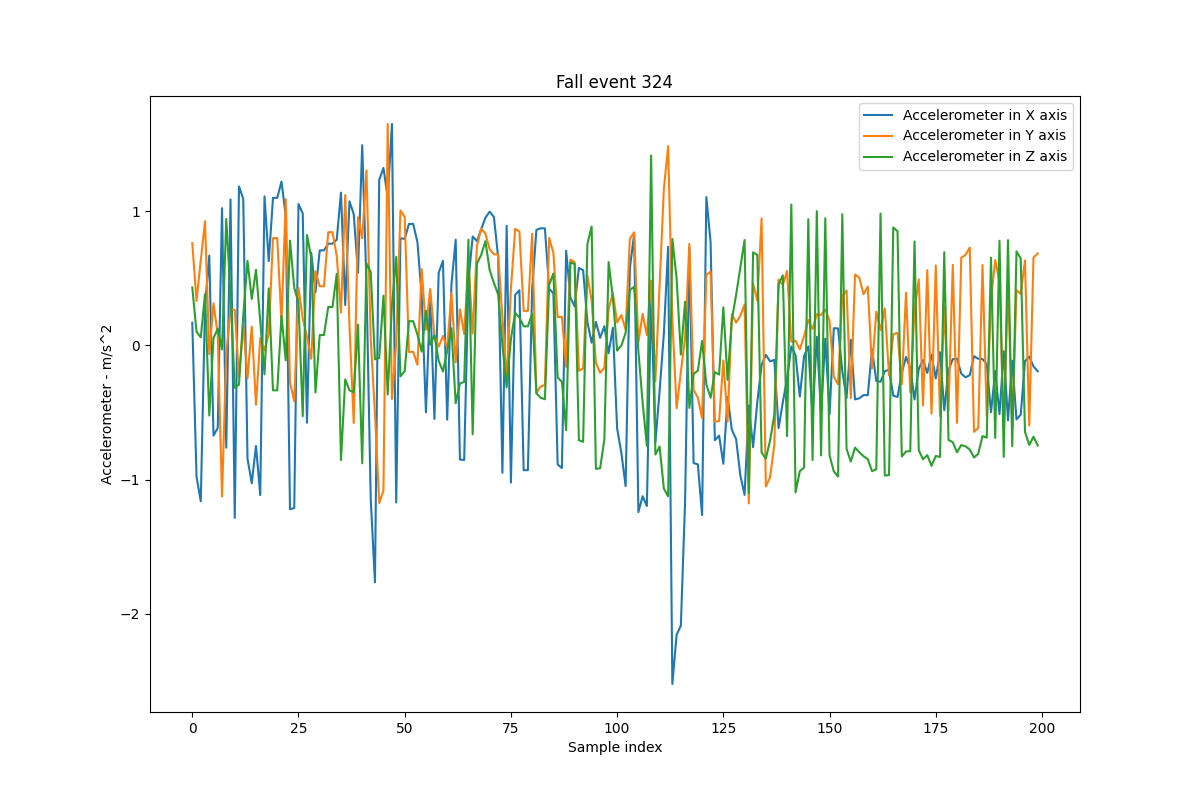 Fall event 324
Accelerometer in X axis
Accelerometer in Y axis
Accelerometer in Z axis
Accelerometer - m/s^2
1
0
−1
−2
0
25
50
75
100
125
150
175
200
Sample index